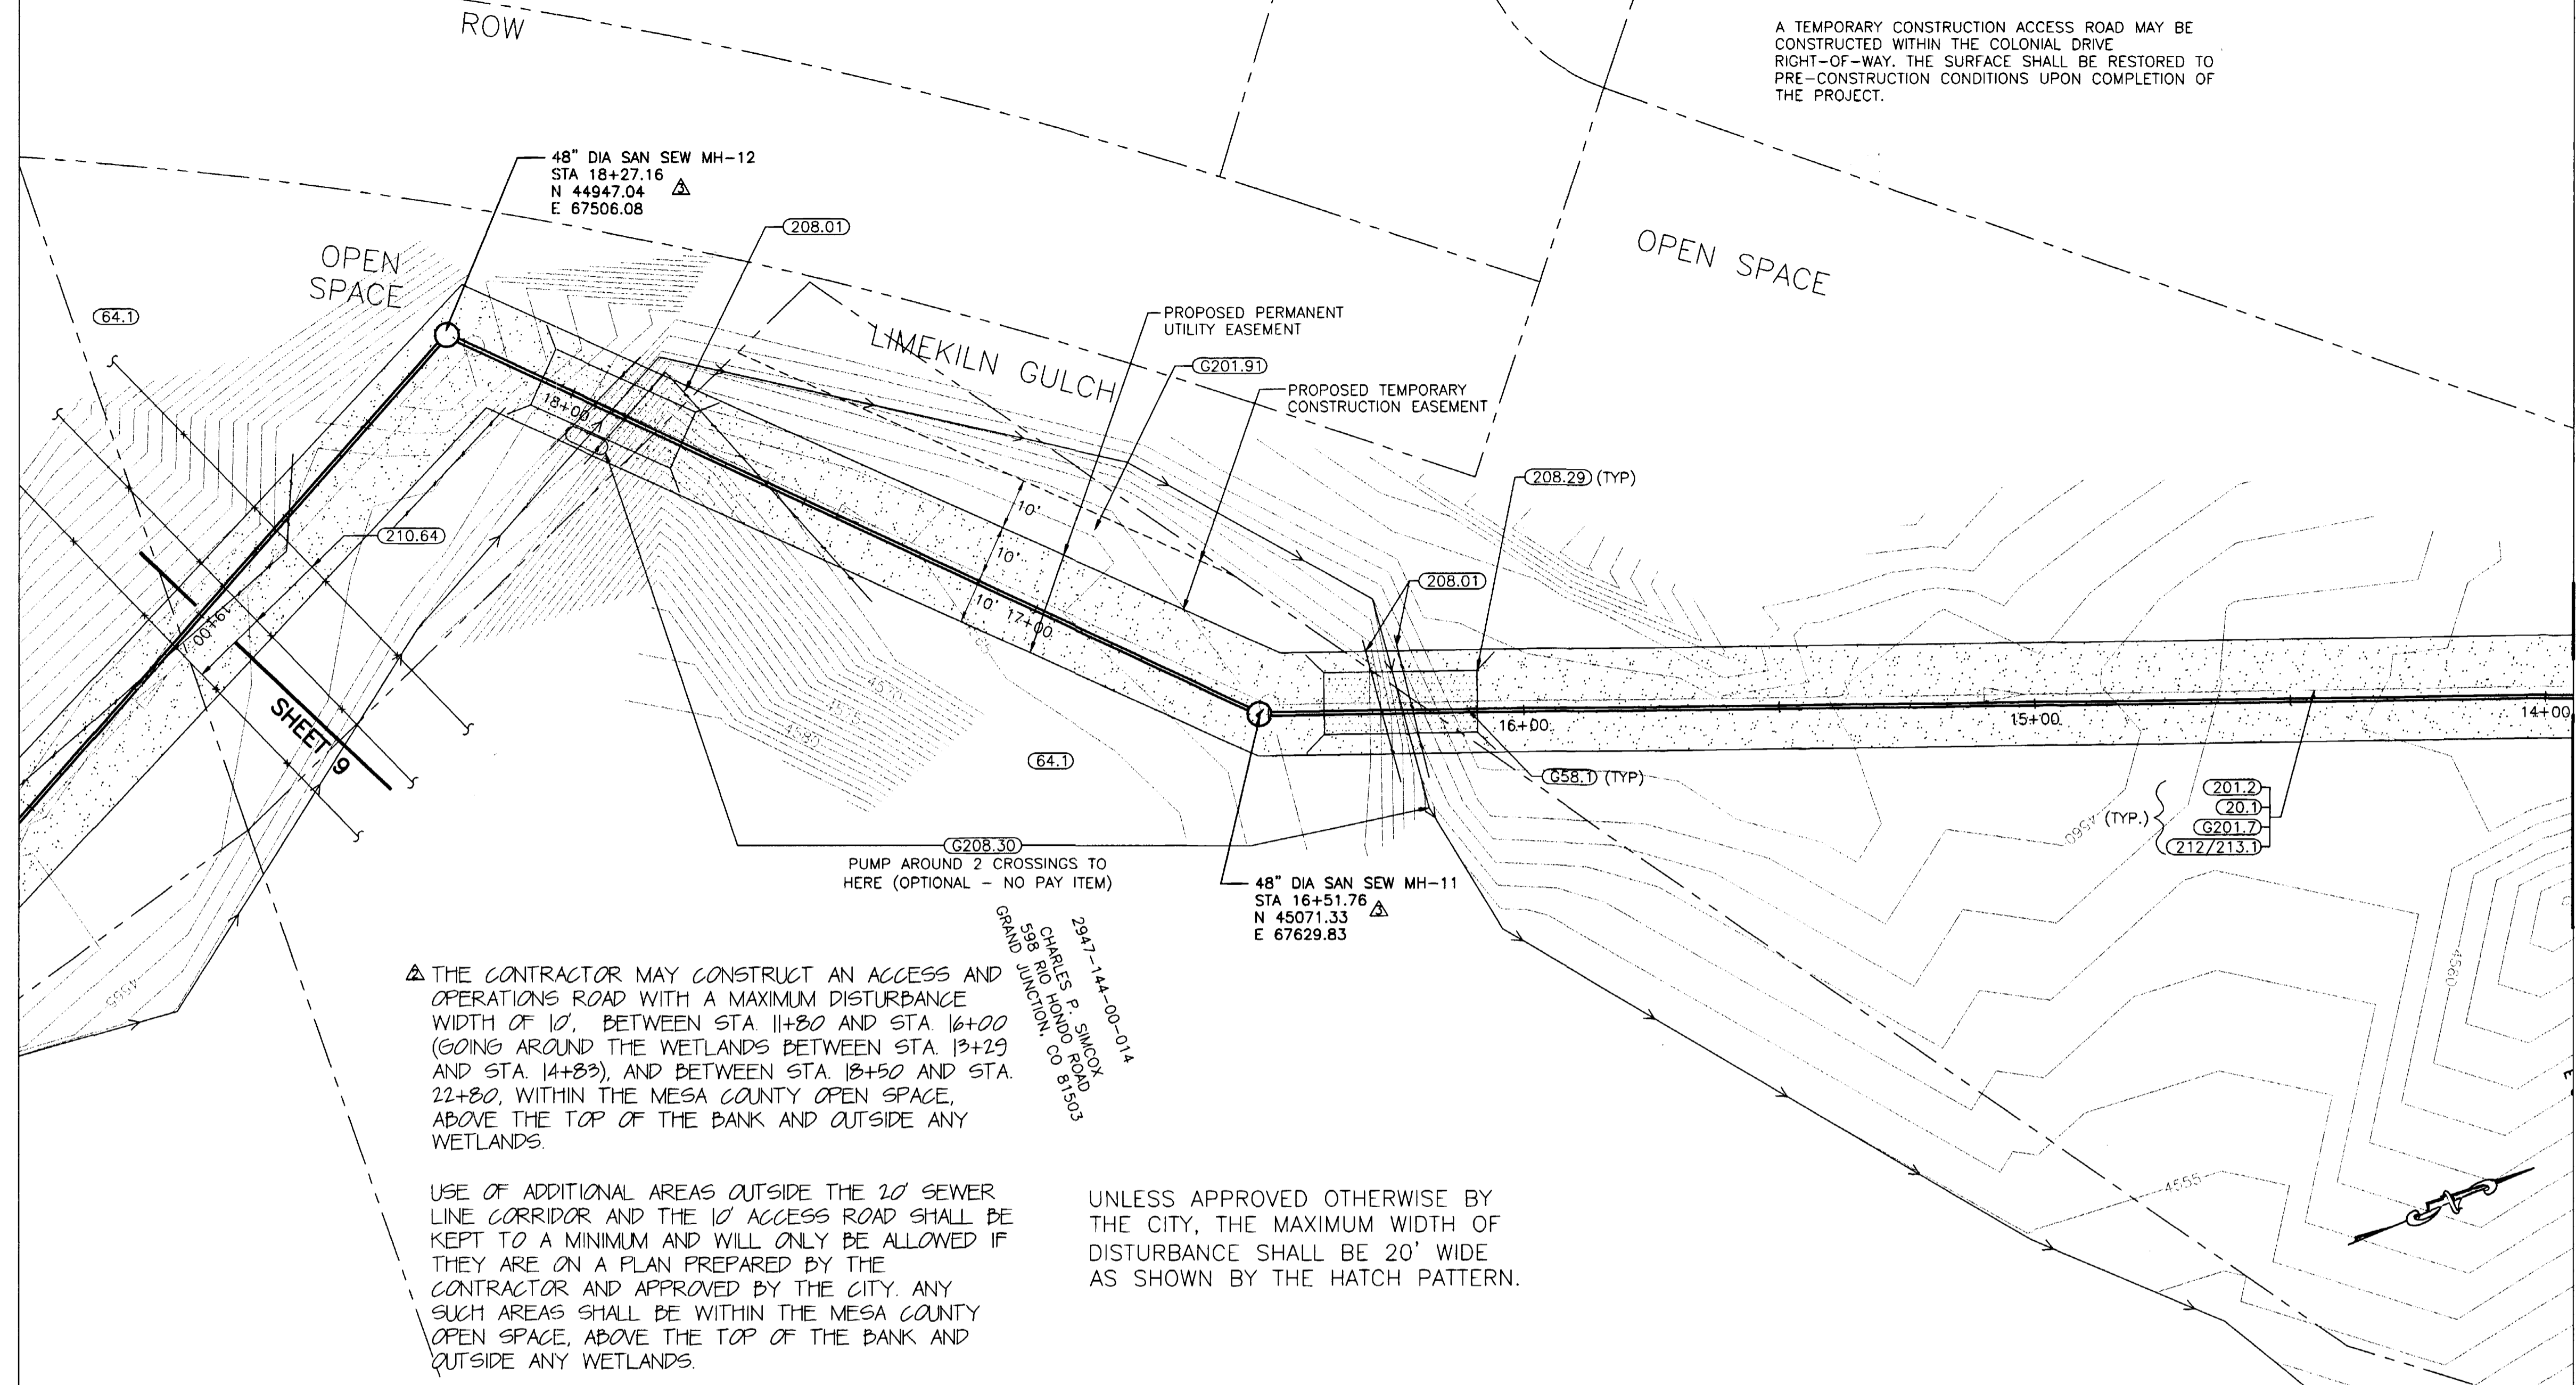 ROW
A TEMPORARY CONSTRUCTION ACCESS ROAD MAY BE
CONSTRUCTED WITHIN THE COLONIAL DRIVE
RIGHT-OF-WAY. THE SURFACE SHALL BE RESTORED TO
PRE-CONSTRUCTION CONDITIONS UPON COMPLETION OF
THE PROJECT.
48" DIA SAN SEW MH-12
STA 18+27.16
N 44947.04
3
E 67506.08
208.01
OPEN
SPACE
OPEN SPACE
64.1
PROPOSED PERMANENT
UTILITY EASEMENT
LIMEKILN GULCH
G201.91
PROPOSED TEMPORARY
CONSTRUCTION EASEMENT
18+00
208.29 (TYP)
10'
210.64
10'
208.01
10'
17+00
19+00
SHEET 9
4580
16+00
15+00
14+00
64.1
G58.1 (TYP)
201.2
20.1
(TYP.)
G201.7
212/213.1
4560
G208.30
PUMP AROUND 2 CROSSINGS TO
HERE (OPTIONAL - NO PAY ITEM)
48" DIA SAN SEW MH-11
STA 16+51.76
3
N 45071.33
E 67629.83
2947-144-00-014
CHARLES P. SIMCOX
598 RIO HONDO ROAD
GRAND JUNCTION, CO 81503
4565
4580
2
THE CONTRACTOR MAY CONSTRUCT AN ACCESS AND
OPERATIONS ROAD WITH A MAXIMUM DISTURBANCE
WIDTH OF 10', BETWEEN STA. 11+80 AND STA. 16+00
(GOING AROUND THE WETLANDS BETWEEN STA. 13+29
AND STA. 14+83), AND BETWEEN STA. 18+50 AND STA.
22+80, WITHIN THE MESA COUNTY OPEN SPACE,
ABOVE THE TOP OF THE BANK AND OUTSIDE ANY
WETLANDS.
USE OF ADDITIONAL AREAS OUTSIDE THE 20' SEWER
LINE CORRIDOR AND THE 10' ACCESS ROAD SHALL BE
KEPT TO A MINIMUM AND WILL ONLY BE ALLOWED IF
THEY ARE ON A PLAN PREPARED BY THE
CONTRACTOR AND APPROVED BY THE CITY. ANY
SUCH AREAS SHALL BE WITHIN THE MESA COUNTY
OPEN SPACE, ABOVE THE TOP OF THE BANK AND
OUTSIDE ANY WETLANDS.
UNLESS APPROVED OTHERWISE BY
THE CITY, THE MAXIMUM WIDTH OF
DISTURBANCE SHALL BE 20' WIDE
AS SHOWN BY THE HATCH PATTERN.
4555